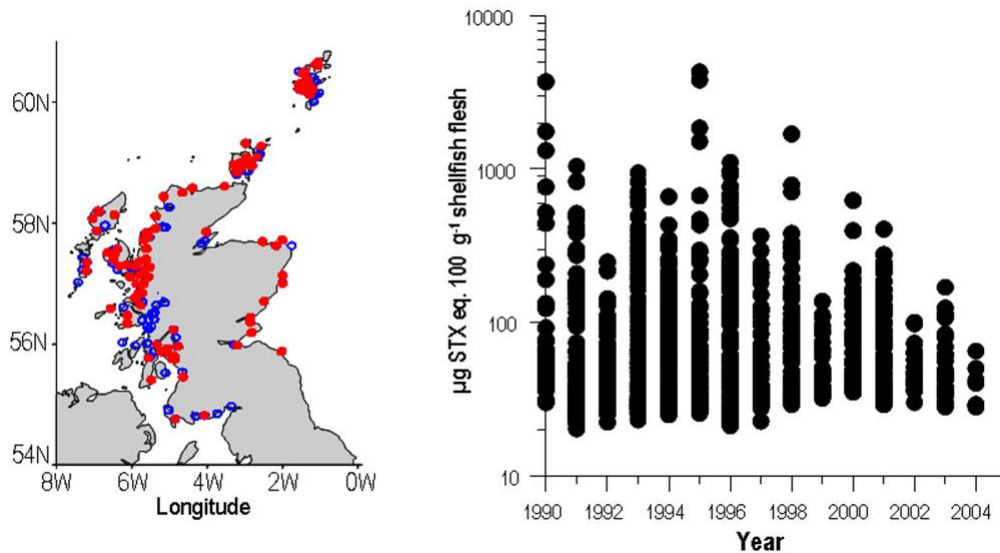 60N
58N
56N
54N
8W 6W 4W 2W 0W
Longitude
µg STX eq. 100 g⁻¹ shellfish flesh
10000
1000
100
10
1990 1992 1994 1996 1998 2000 2002 2004
Year